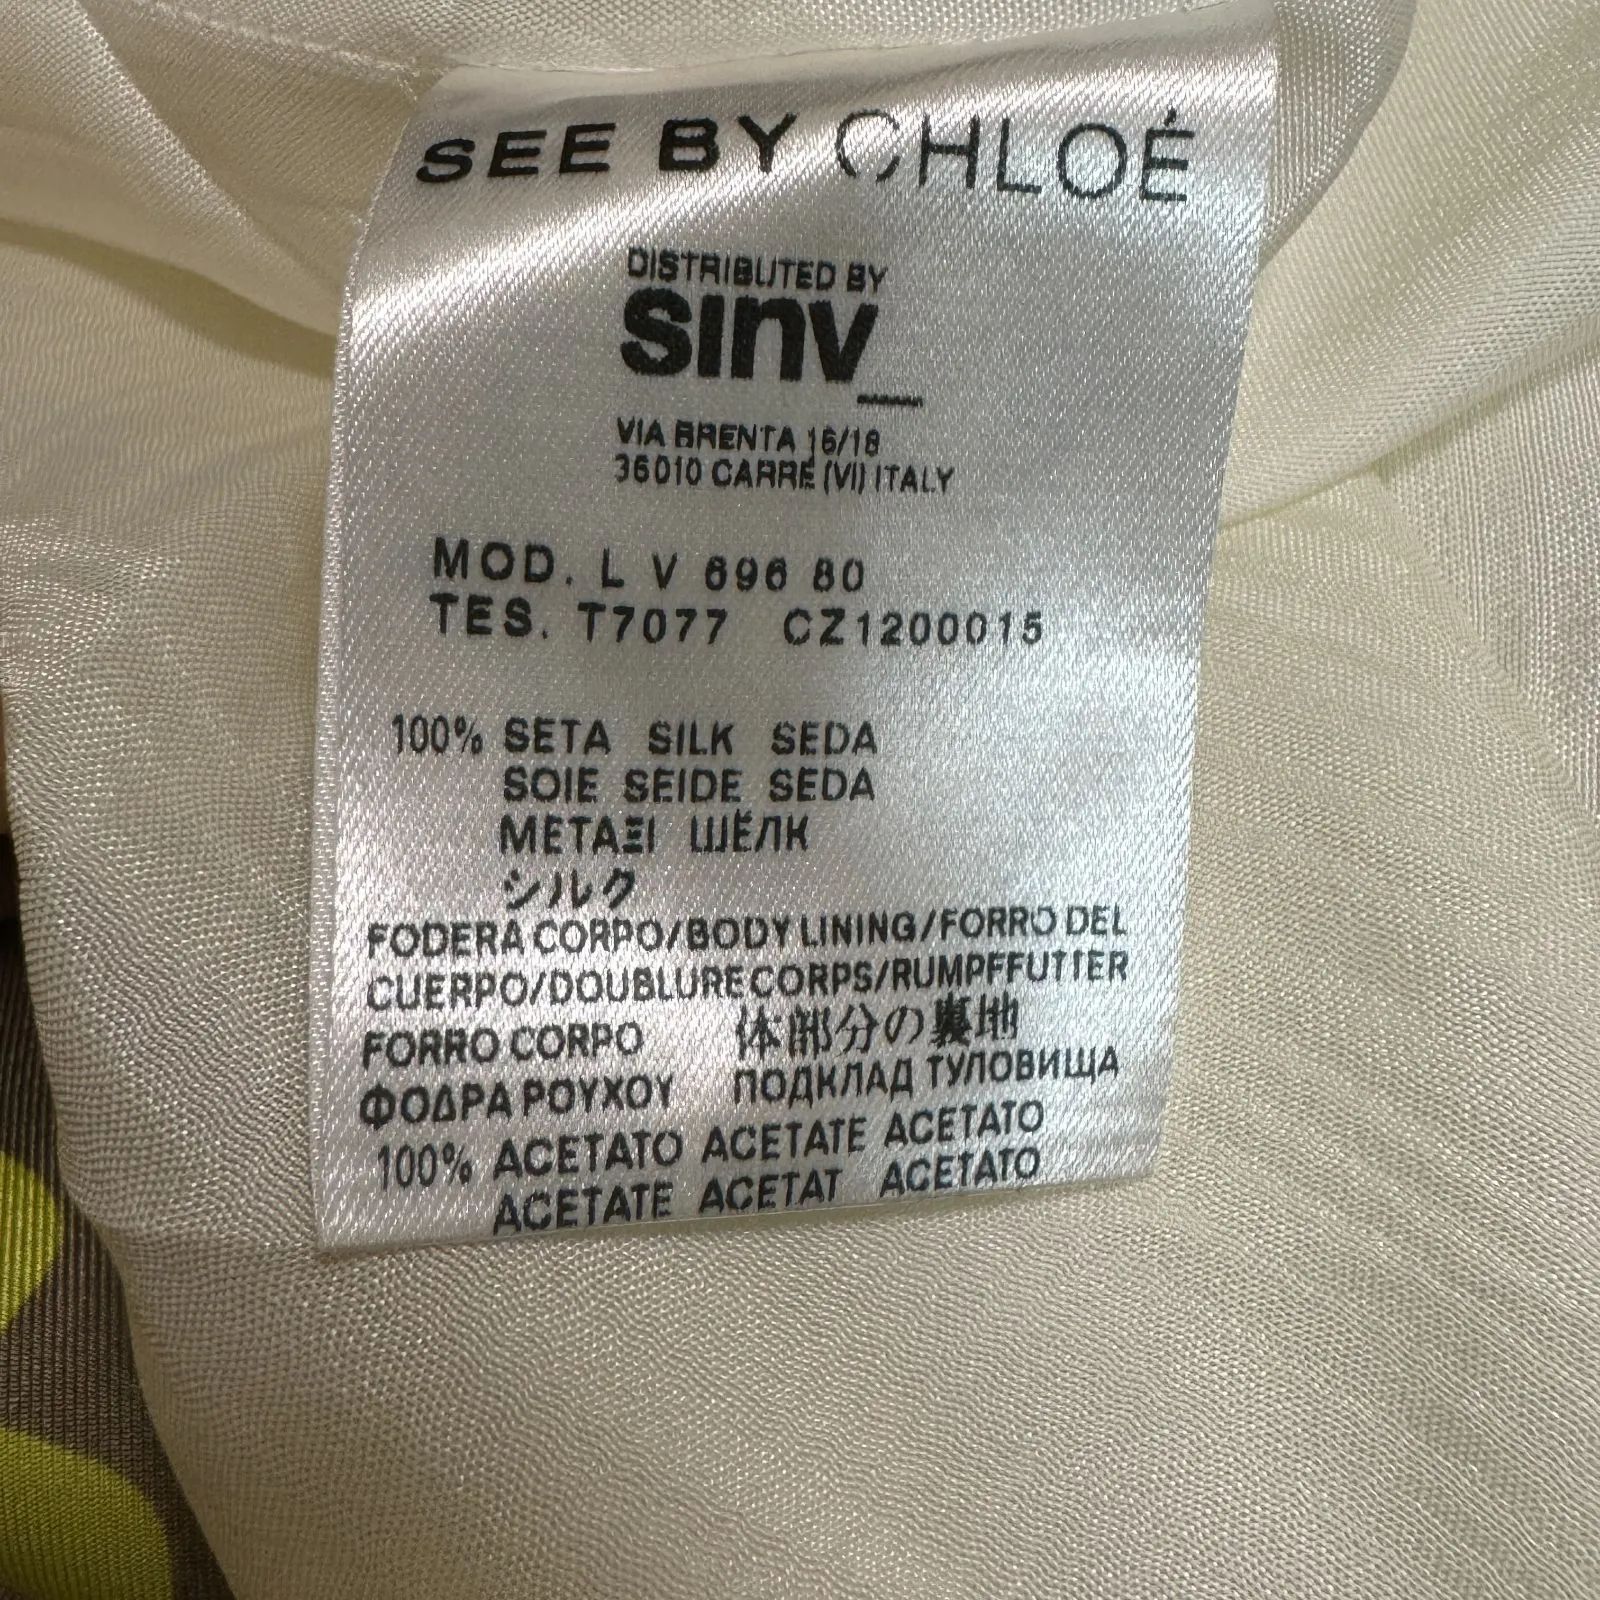 SEE BY CHLOÉ
DISTRIBUTED BY
sinv_
VIA BRENTA 16/18
36010 CARRÉ (VI) ITALY
MOD. L V 696 80
TES. T7077 CZ1200015
100% SETA SILK SEDA
SOIE SEIDE SEDA
ΜΕΤΑΞΙ ШЁЛК
シルク
FODERA CORPO/BODY LINING/FORRO DEL
CUERPO/DOUBLURE CORPS/RUMPFFUTTER
FORRO CORPO 体部分の裏地
ΦΟΔΡΑ ΡΟΥΧΟΥ ПОДКЛАД ТУЛОВИЩА
100% ACETATO ACETATE ACETATO
ACETATE ACETAT ACETATO